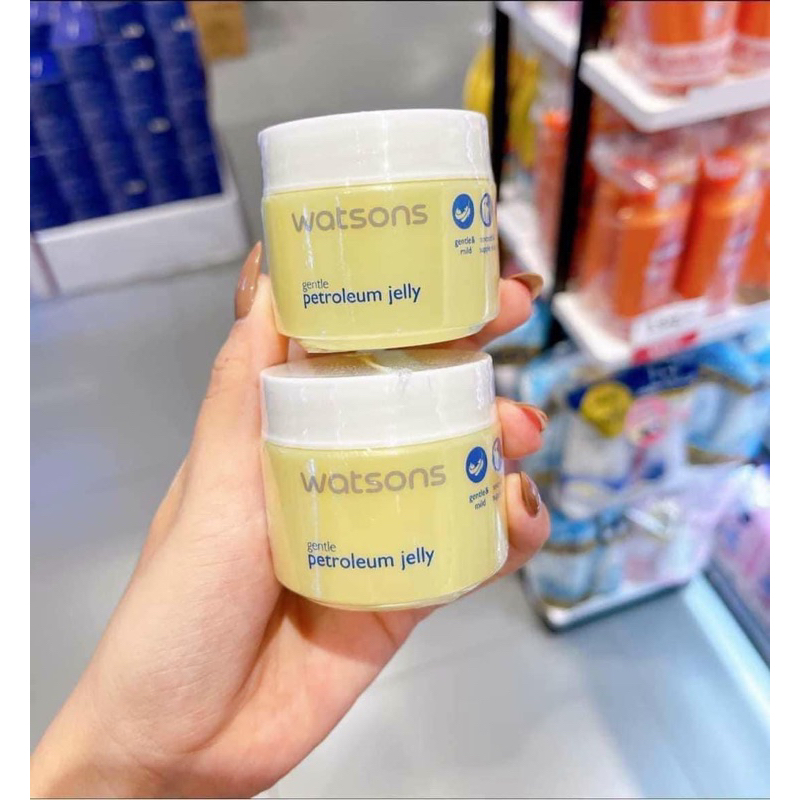 watsons
gentle&
mild
gentle
petroleum jelly
watsons
gentle&
mild
gentle
petroleum jelly